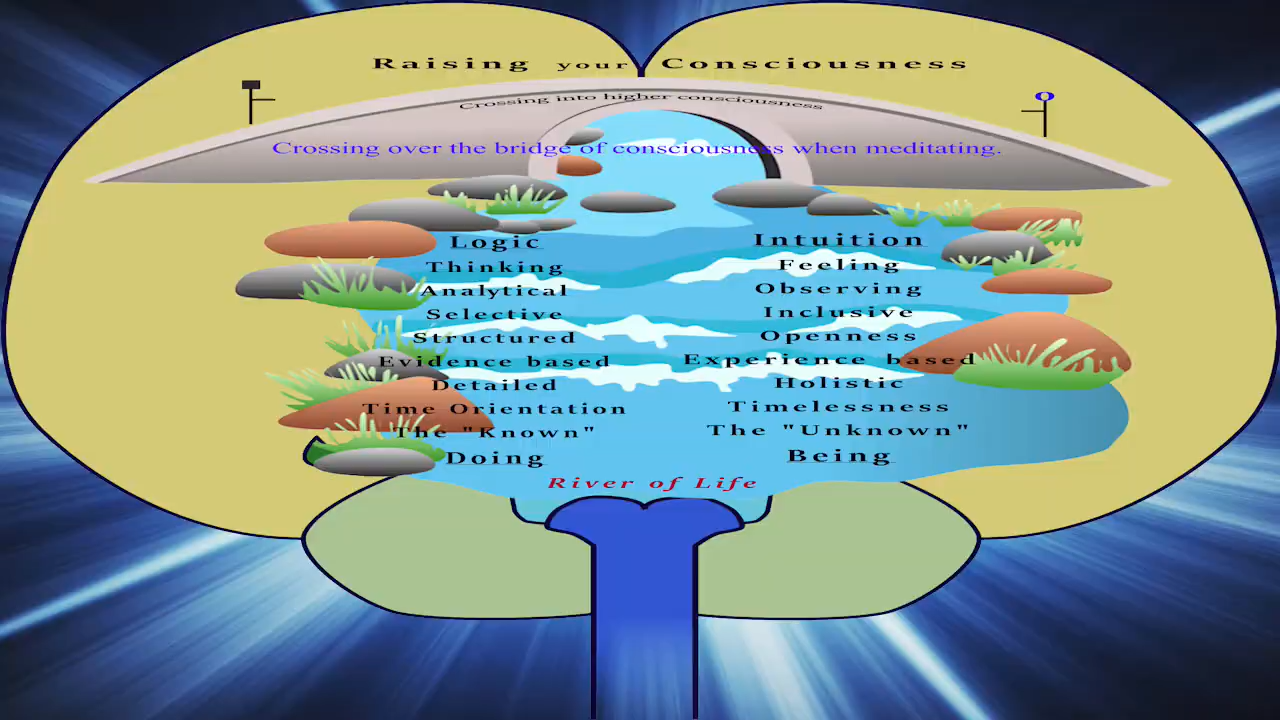 Raising your Consciousness
Crossing into higher consciousness
Crossing over the bridge of consciousness when meditating.
Logic
Thinking
Analytical
Selective
Structured
Evidence based
Detailed
Time Orientation
The "Known"
Doing
Intuition
Feeling
Observing
Inclusive
Openness
Experience based
Holistic
Timelessness
The "Unknown"
Being
River of Life